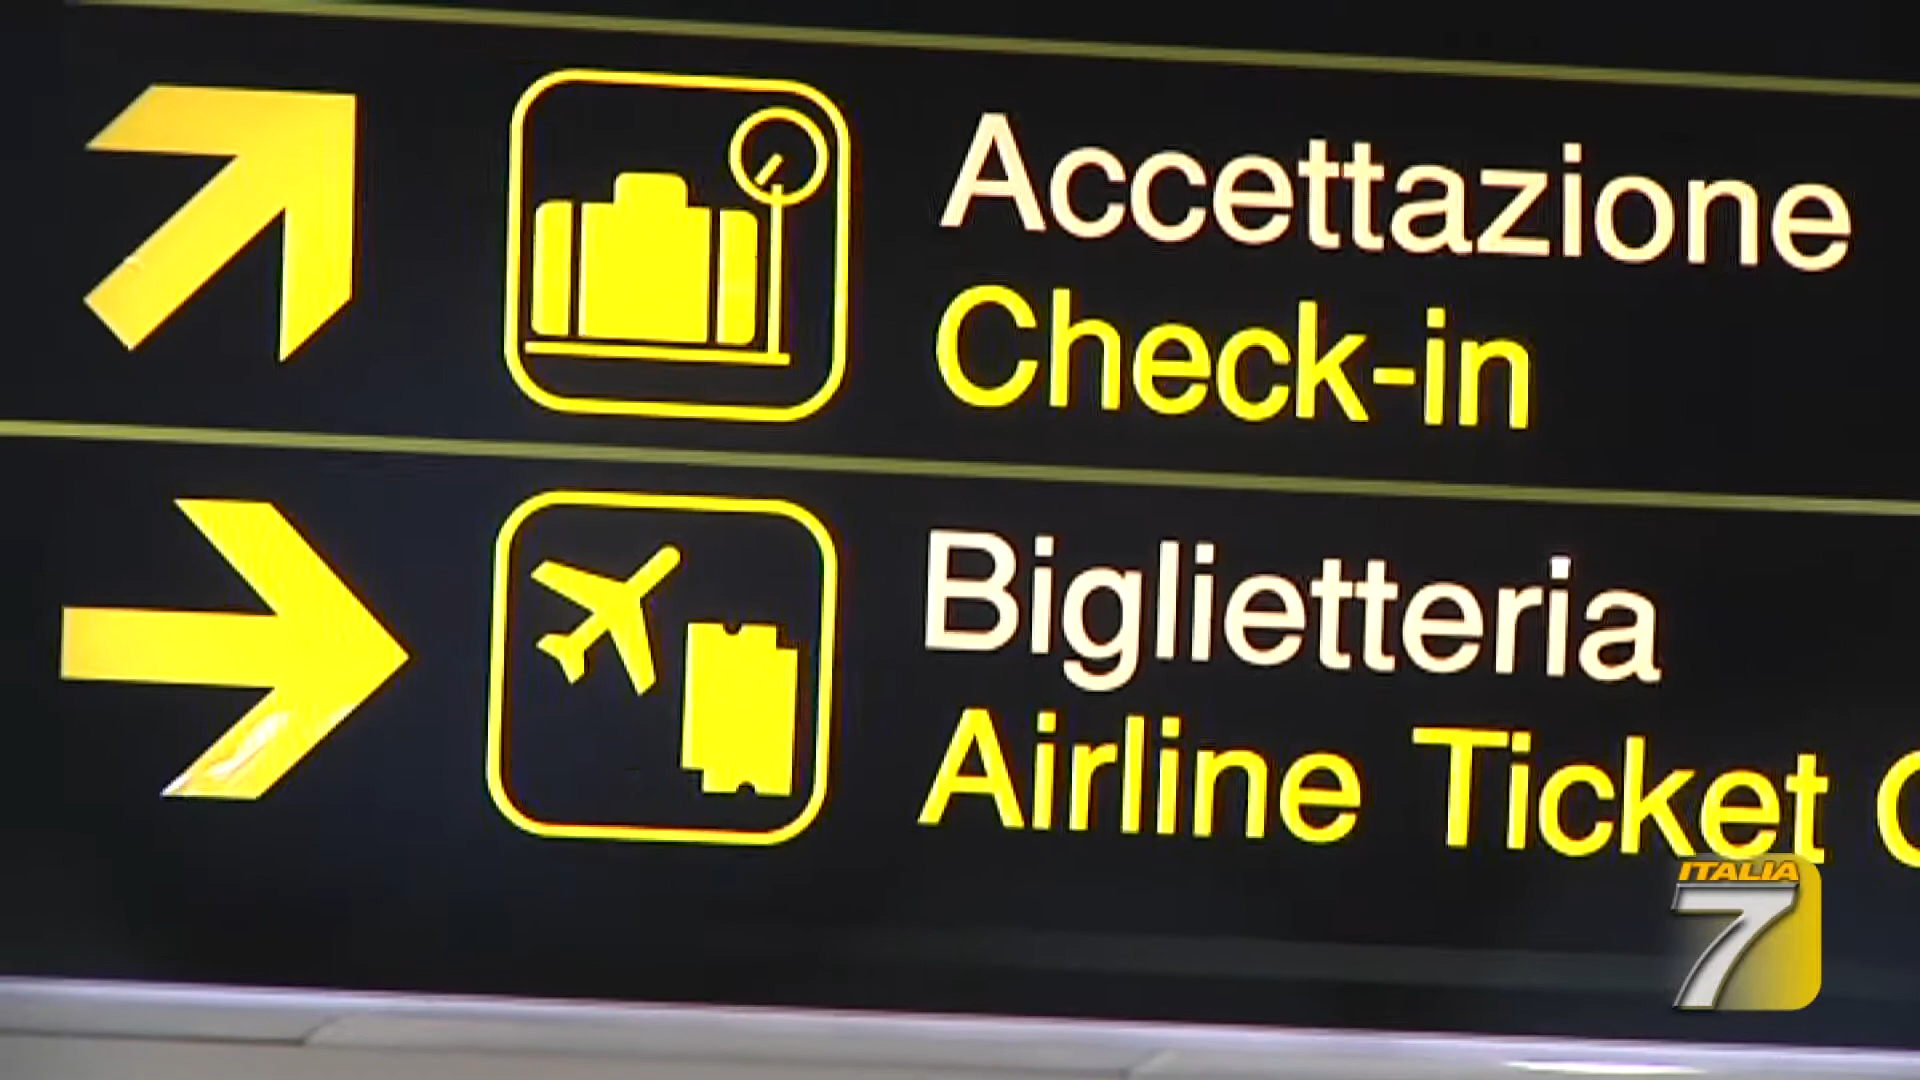 Accettazione
Check-in
Biglietteria
Airline Ticket
ITALIA
7